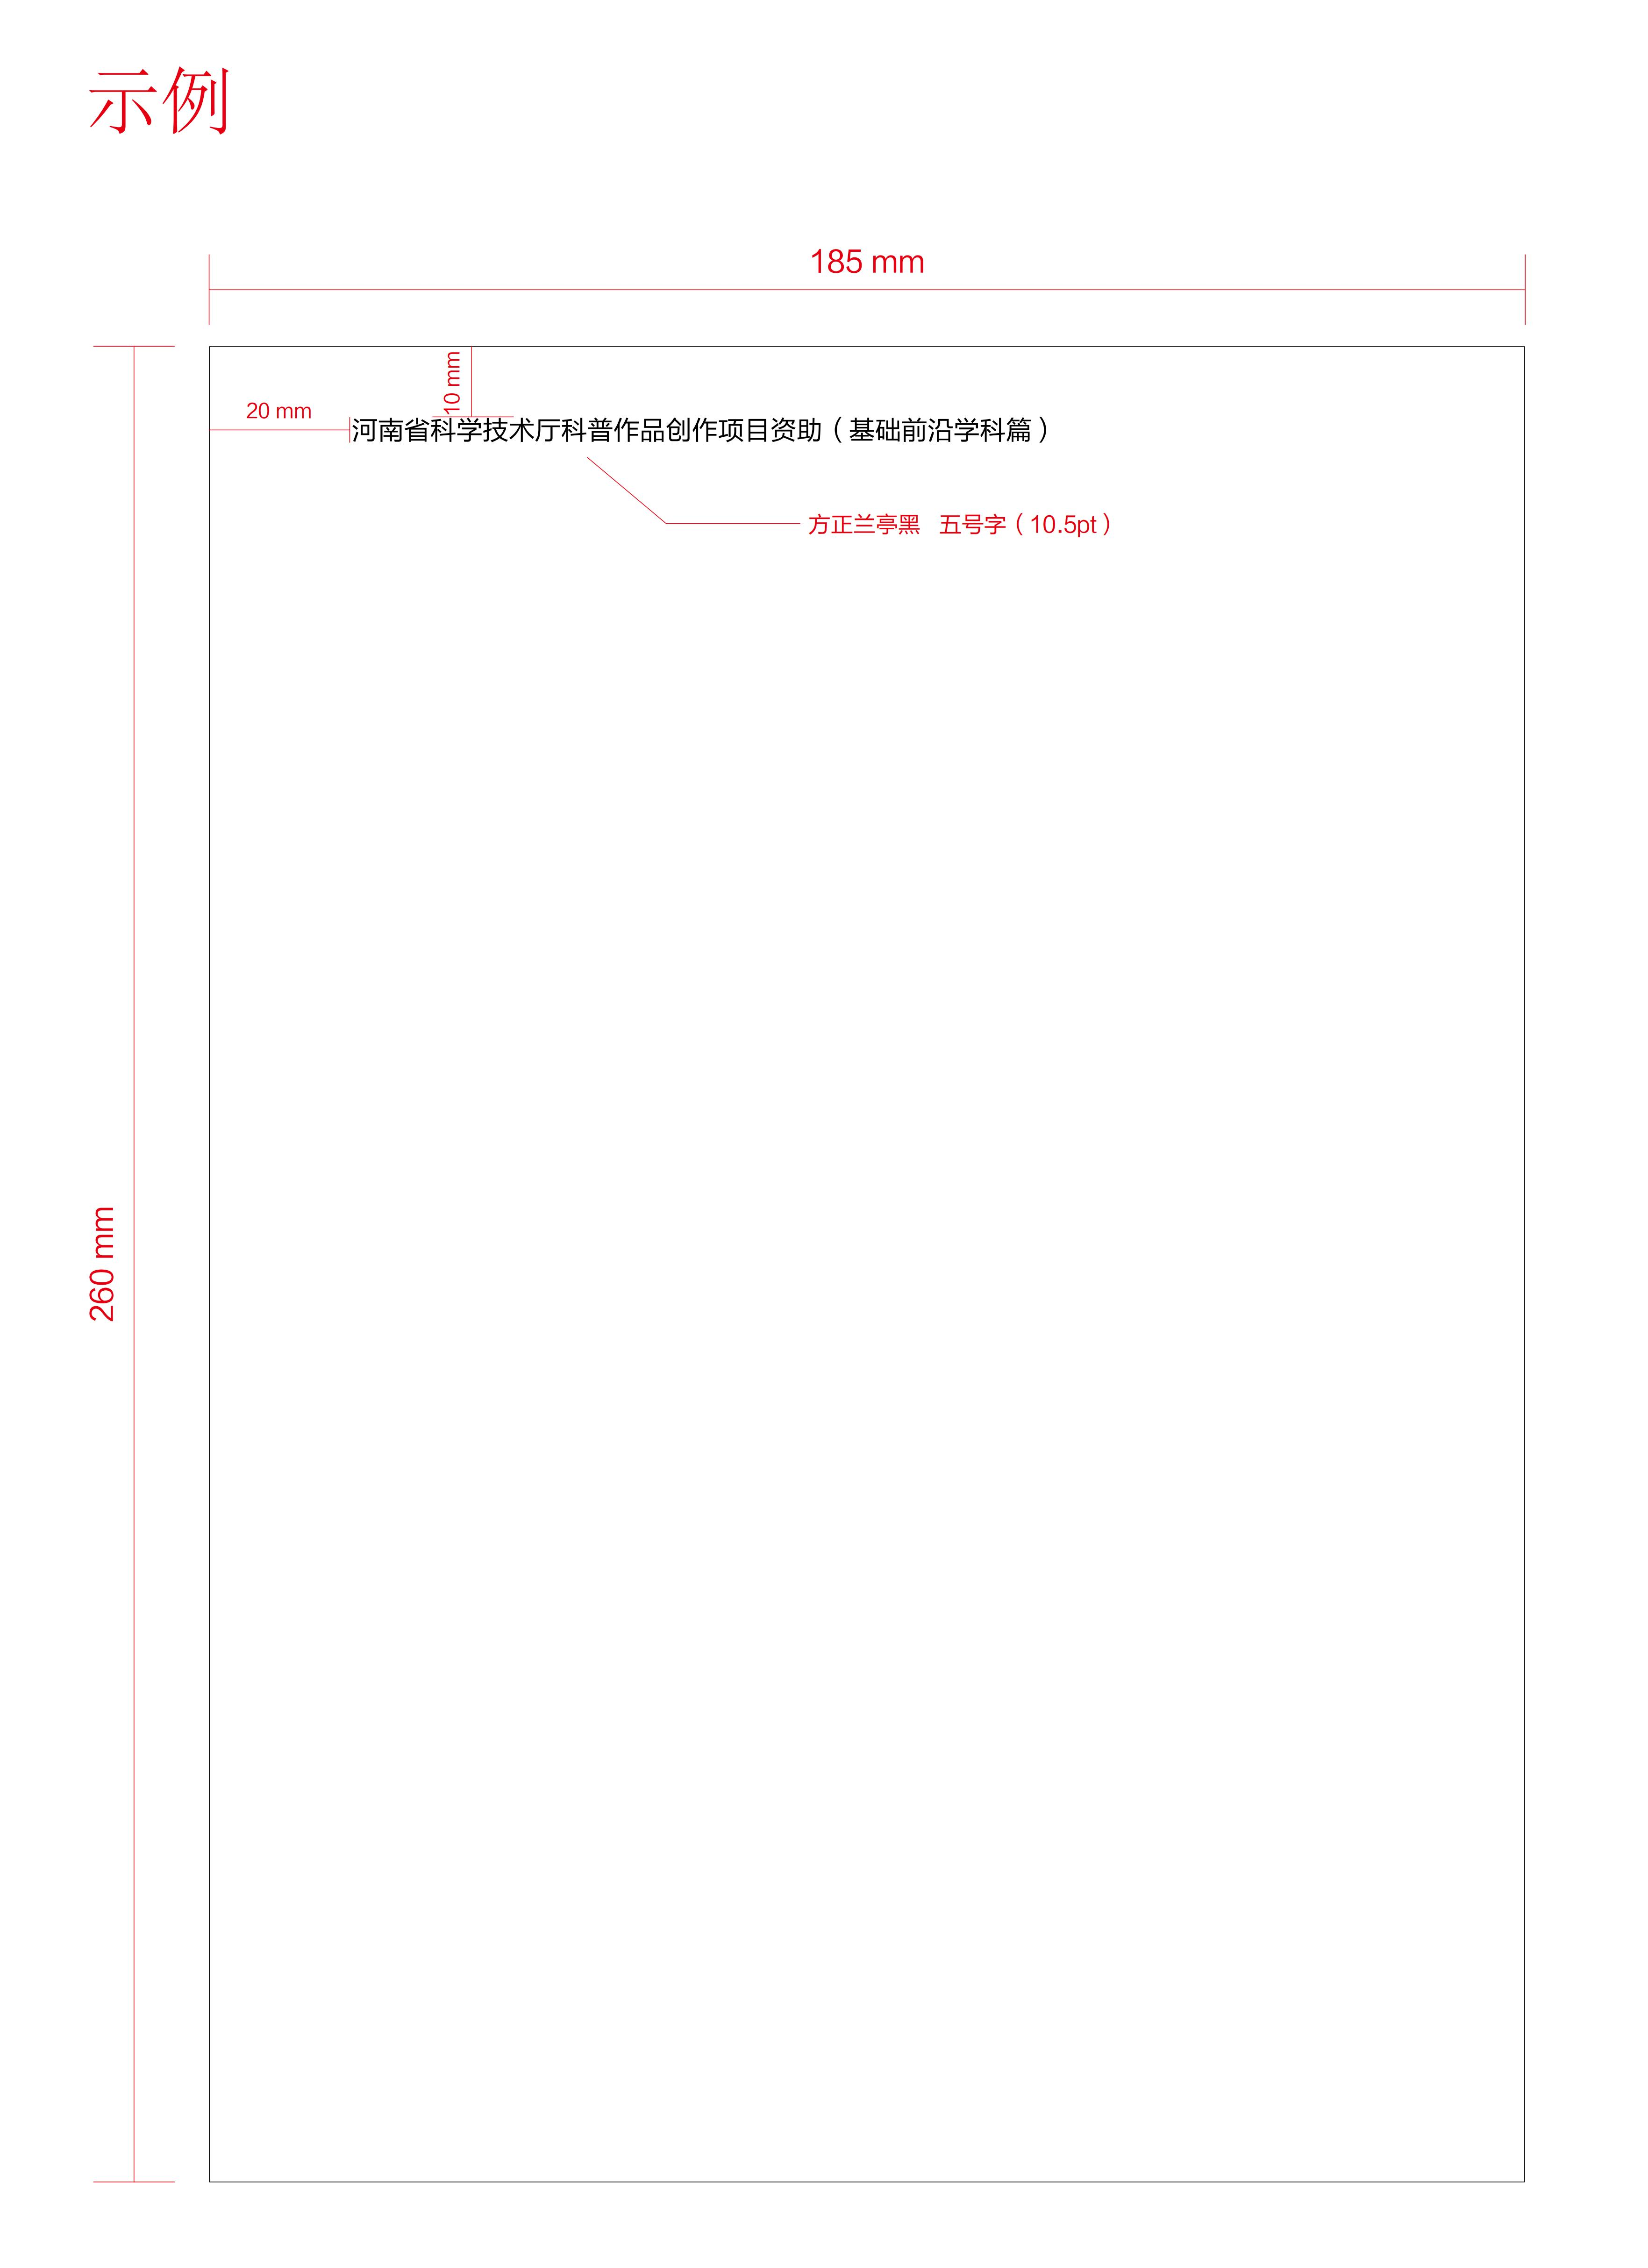 示例
185 mm
10 mm
20 mm
河南省科学技术厅科普作品创作项目资助（基础前沿学科篇）
方正兰亭黑 五号字（10.5pt）
260 mm